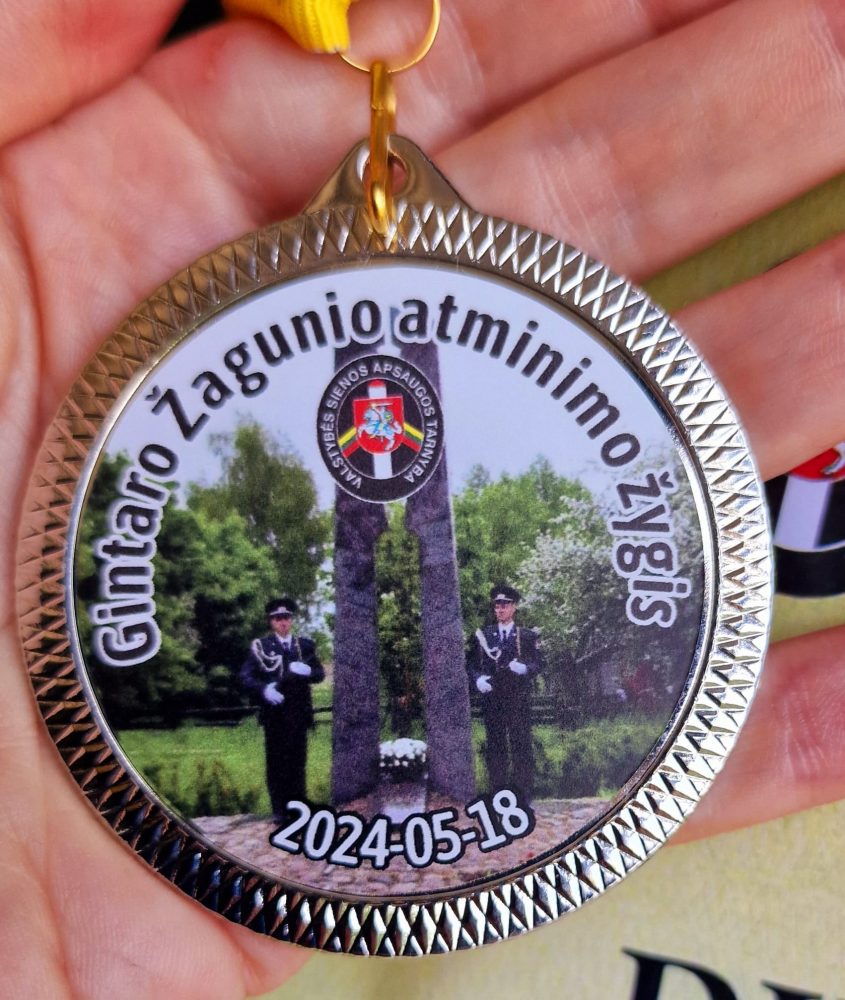 Gintaro Žagunio atminimo žygis
VALSTYBĖS SIENOS APSAUGOS TARNYBA
2024-05-18